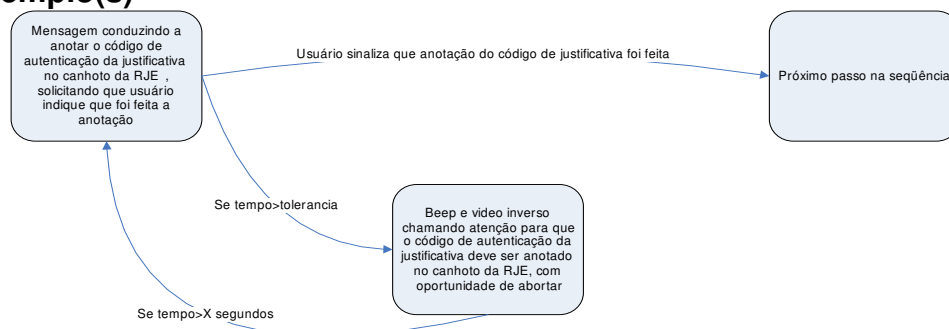 Mensagem conduzindo a
anotar o código de
autenticação da justificativa
no canhoto da RJE ,
solicitando que usuário
indique que foi feita a
anotação
Usuário sinaliza que anotação do código de justificativa foi feita
Próximo passo na seqüência
Se tempo>tolerancia
Beep e video inverso
chamando atenção para que
o código de autenticação da
justificativa deve ser anotado
no canhoto da RJE, com
oportunidade de abortar
Se tempo>X segundos